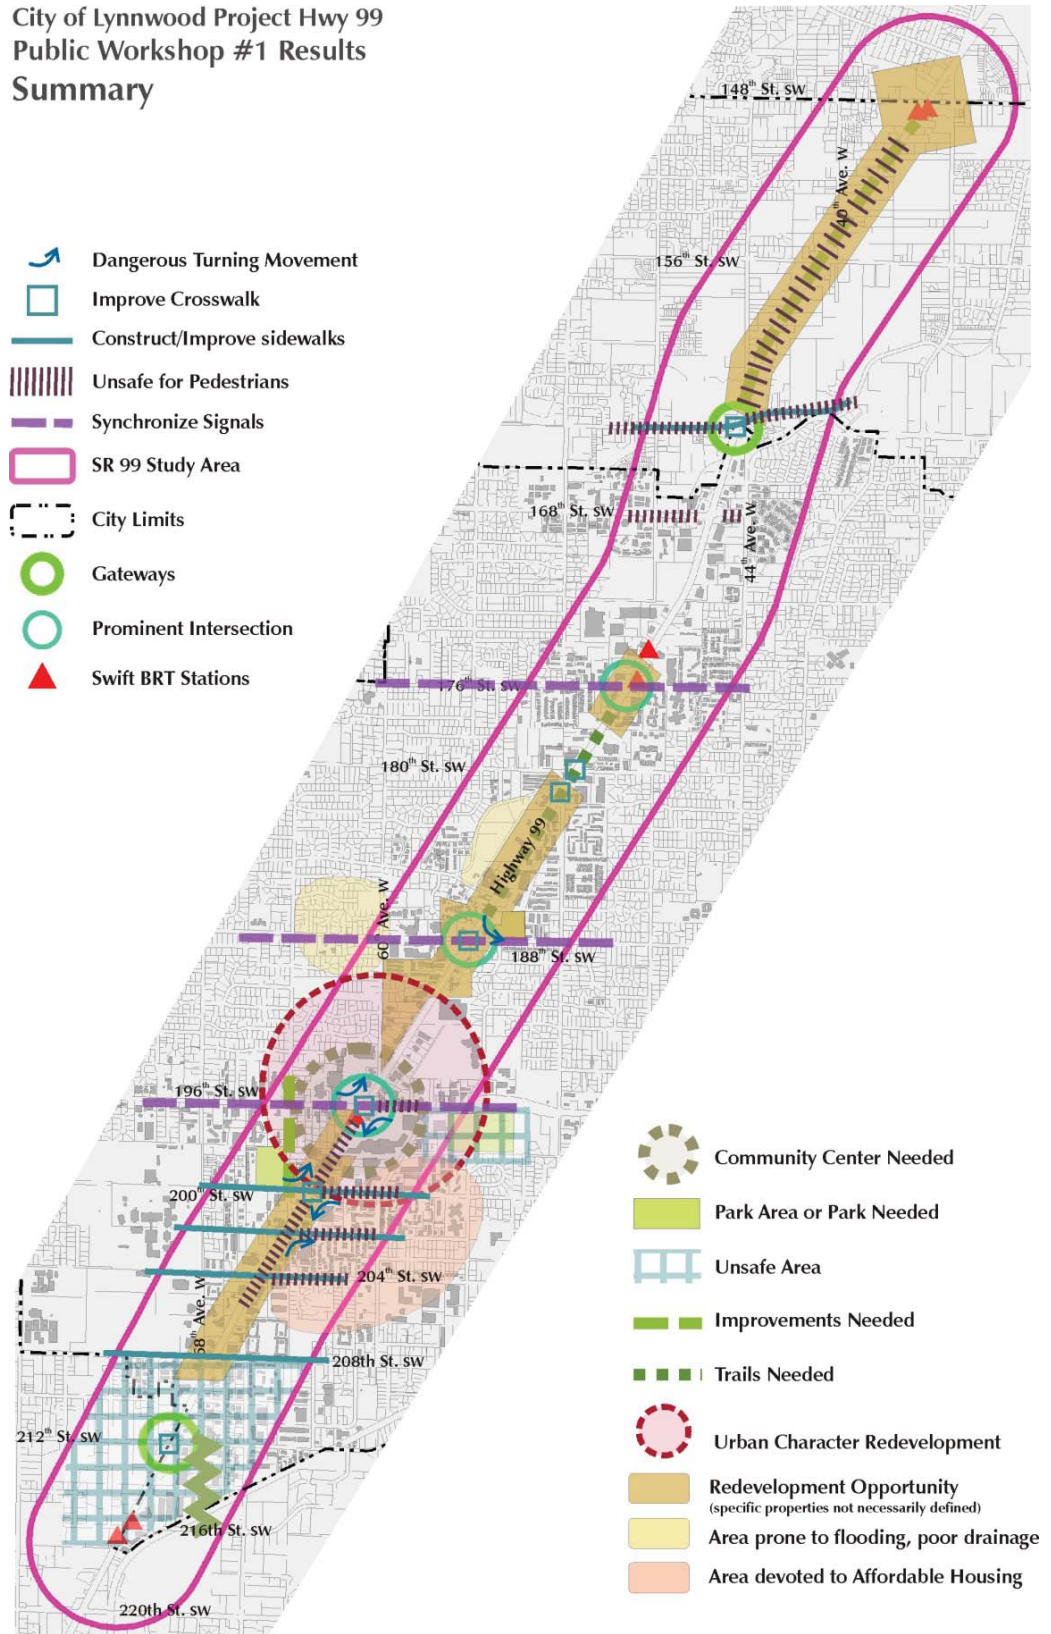 City of Lynnwood Project Hwy 99
Public Workshop #1 Results
Summary
Dangerous Turning Movement
Improve Crosswalk
Construct/Improve sidewalks
Unsafe for Pedestrians
Synchronize Signals
SR 99 Study Area
City Limits
Gateways
Prominent Intersection
Swift BRT Stations
148th St. SW
40th Ave. W
156th St. SW
168th St. SW
44th Ave. W
176th St. SW
180th St. SW
Highway 99
60th Ave. W
188th St. SW
196th St. SW
200th St. SW
204th St. SW
68th Ave. W
208th St. SW
212th St. SW
216th St. SW
220th St. SW
Community Center Needed
Park Area or Park Needed
Unsafe Area
Improvements Needed
Trails Needed
Urban Character Redevelopment
Redevelopment Opportunity
(specific properties not necessarily defined)
Area prone to flooding, poor drainage
Area devoted to Affordable Housing